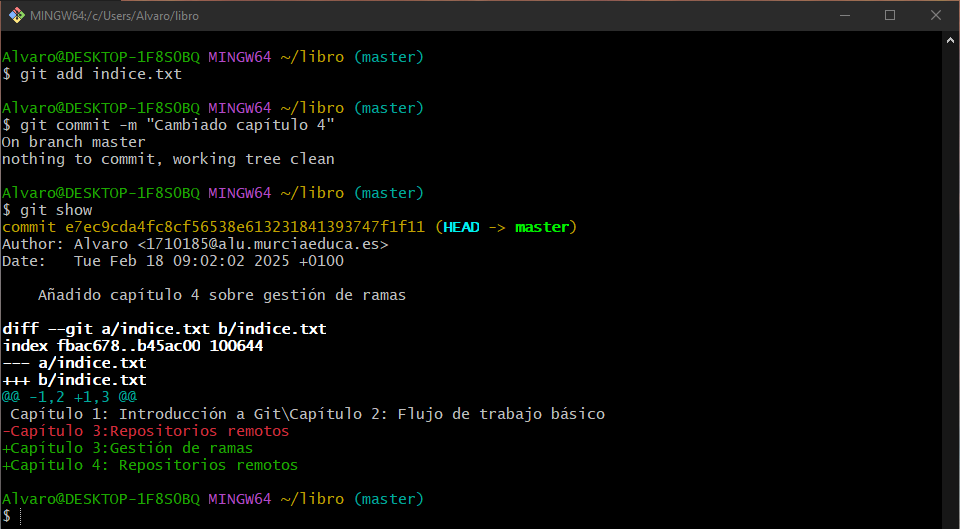 MINGW64:/c/Users/Alvaro/libro
Alvaro@DESKTOP-1F8S0BQ MINGW64 ~/libro (master)
$ git add indice.txt
Alvaro@DESKTOP-1F8S0BQ MINGW64 ~/libro (master)
$ git commit -m "Cambiado capítulo 4"
On branch master
nothing to commit, working tree clean
Alvaro@DESKTOP-1F8S0BQ MINGW64 ~/libro (master)
$ git show
commit e7ec9cda4fc8cf56538e613231841393747f1f11 (HEAD -> master)
Author: Alvaro <1710185@alu.murciaeduca.es>
Date:   Tue Feb 18 09:02:02 2025 +0100
    Añadido capítulo 4 sobre gestión de ramas
diff --git a/indice.txt b/indice.txt
index fbac678..b45ac00 100644
--- a/indice.txt
+++ b/indice.txt
@@ -1,2 +1,3 @@
 Capítulo 1: Introducción a Git\Capítulo 2: Flujo de trabajo básico
-Capítulo 3:Repositorios remotos
+Capítulo 3:Gestión de ramas
+Capítulo 4: Repositorios remotos
Alvaro@DESKTOP-1F8S0BQ MINGW64 ~/libro (master)
$